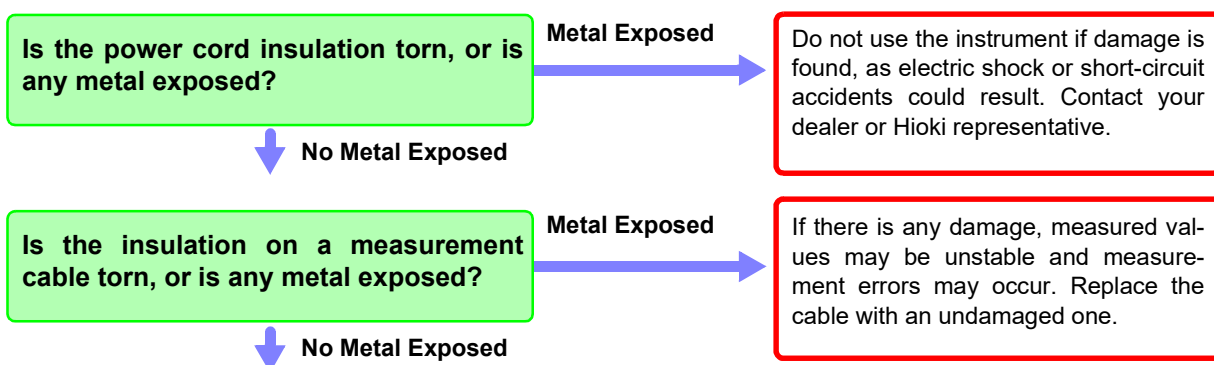 Is the power cord insulation torn, or is
any metal exposed?
Metal Exposed
Do not use the instrument if damage is
found, as electric shock or short-circuit
accidents could result. Contact your
dealer or Hioki representative.
No Metal Exposed
Is the insulation on a measurement
cable torn, or is any metal exposed?
Metal Exposed
If there is any damage, measured val-
ues may be unstable and measure-
ment errors may occur. Replace the
cable with an undamaged one.
No Metal Exposed